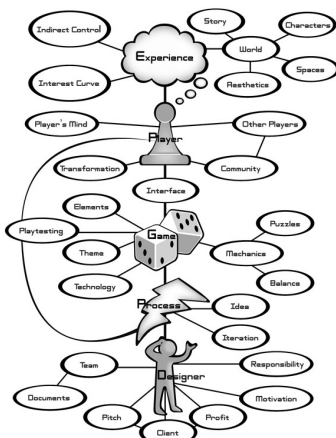 Story
Characters
Indirect Control
World
Experience
Spaces
Interest Curve
Aesthetics
Player's Mind
Other Players
Player
Transformation
Community
Interface
Elements
Puzzles
Playtesting
Game
Theme
Mechanics
Technology
Balance
Process
Idea
Iteration
Team
Responsibility
Designer
Documents
Motivation
Pitch
Profit
Client